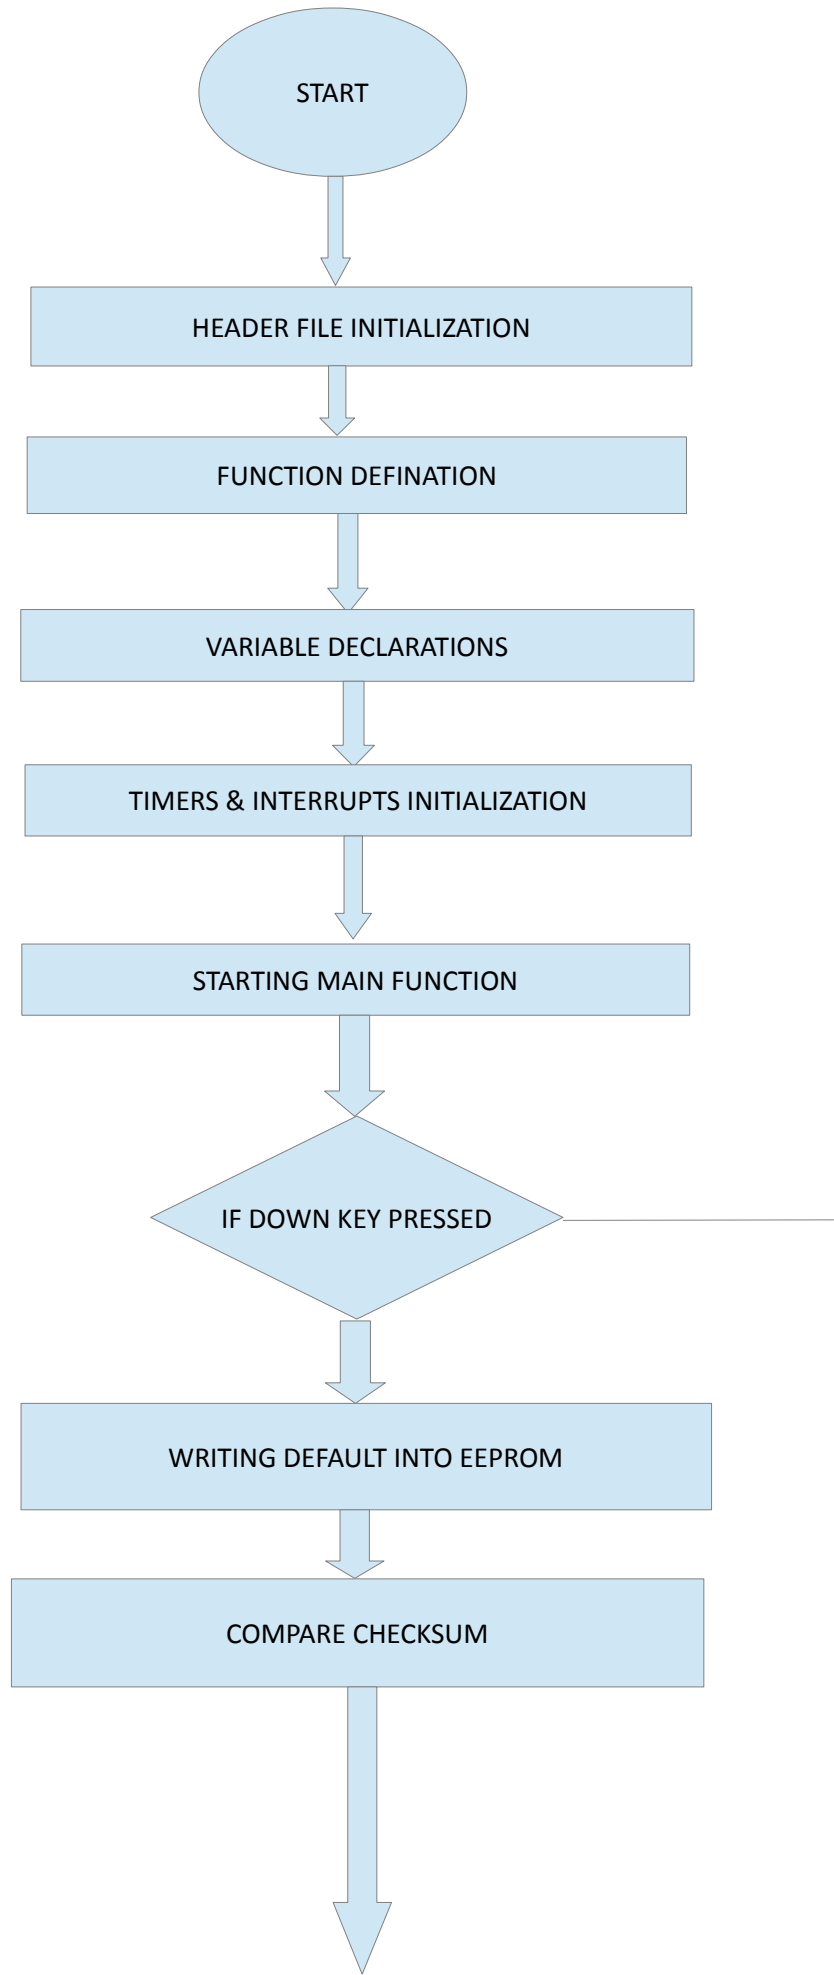 START
HEADER FILE INITIALIZATION
FUNCTION DEFINATION
VARIABLE DECLARATIONS
TIMERS & INTERRUPTS INITIALIZATION
STARTING MAIN FUNCTION
IF DOWN KEY PRESSED
WRITING DEFAULT INTO EEPROM
COMPARE CHECKSUM